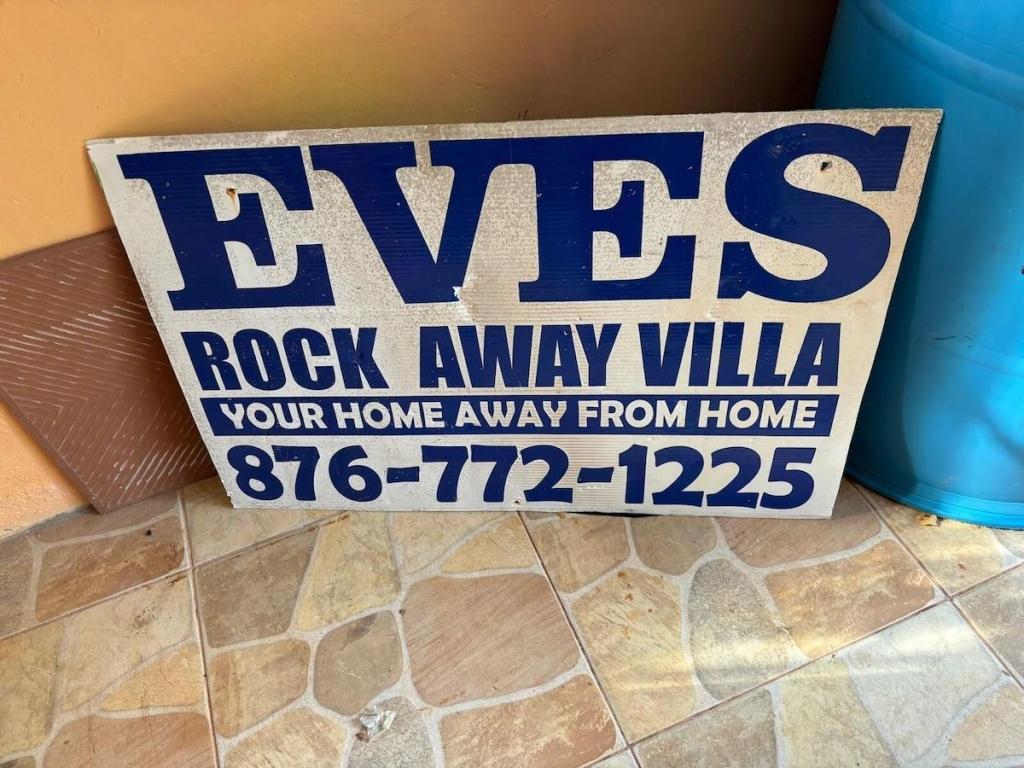 EVES
ROCK AWAY VILLA
YOUR HOME AWAY FROM HOME
876-772-1225